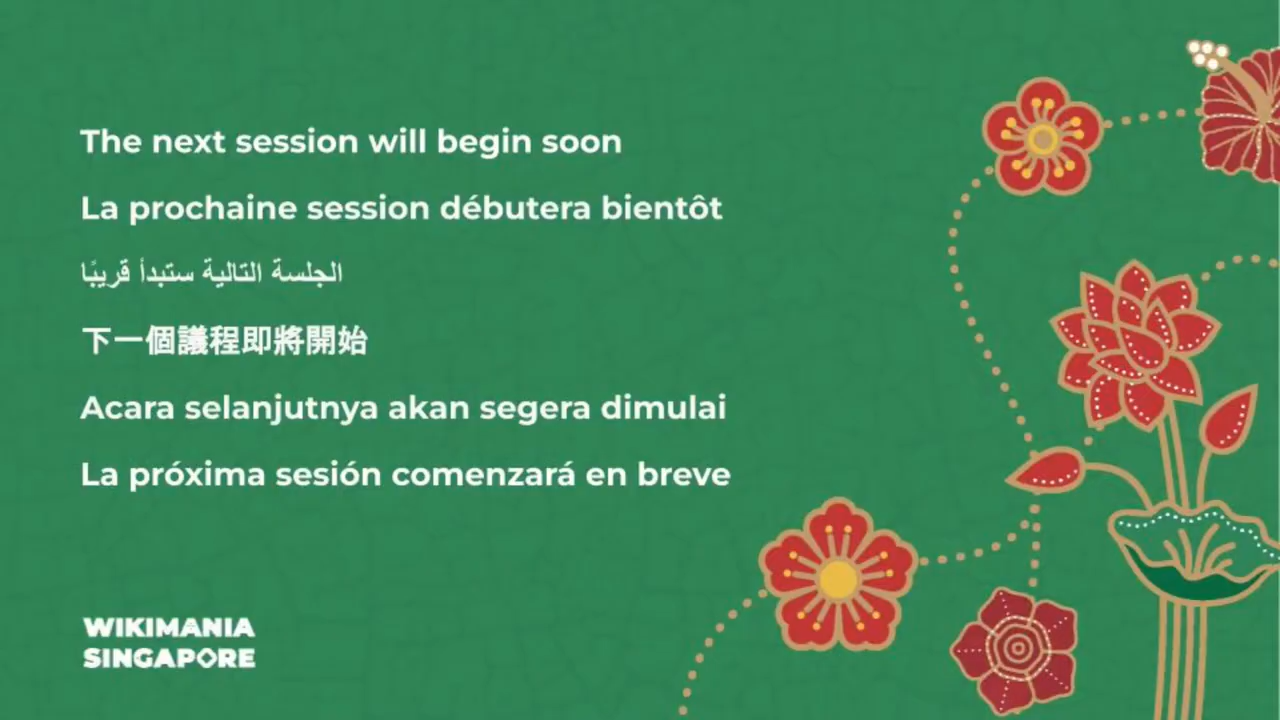 The next session will begin soon
La prochaine session débutera bientôt
الجلسة التالية ستبدأ قريبًا
下一個議程即將開始
Acara selanjutnya akan segera dimulai
La próxima sesión comenzará en breve
WIKIMANIA
SINGAPORE